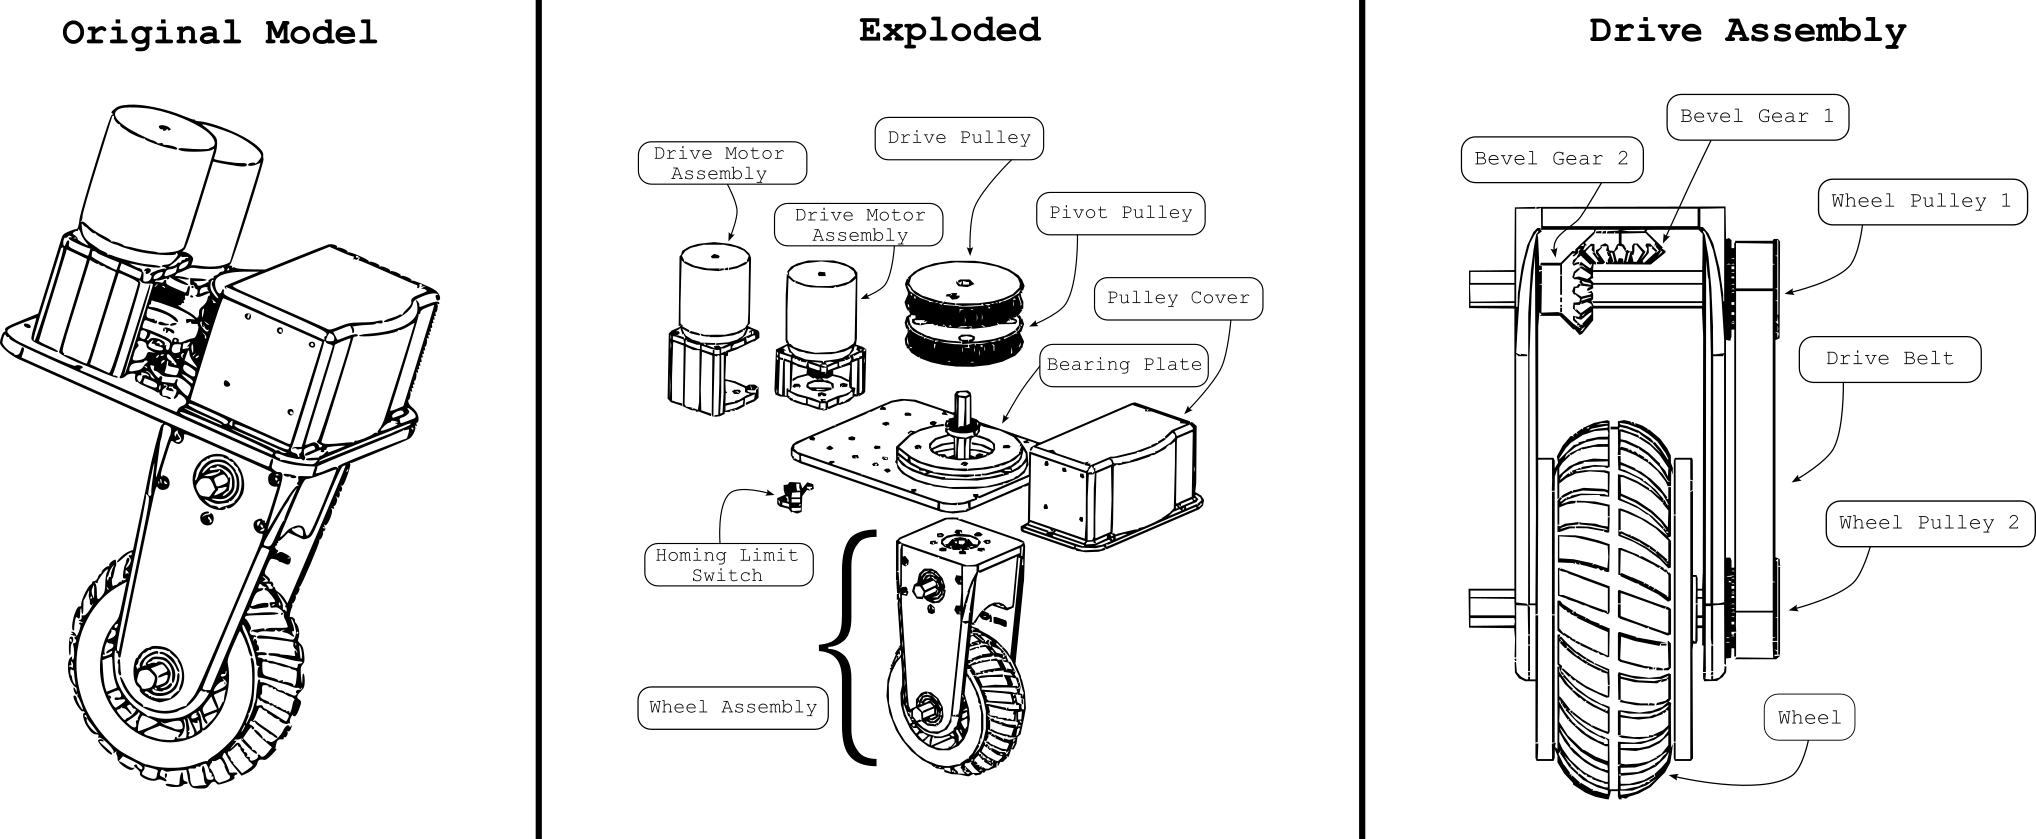 Original Model
Exploded
Drive Assembly
Drive Pulley
Drive Motor
Assembly
Drive Motor
Assembly
Pivot Pulley
Pulley Cover
Bearing Plate
Homing Limit
Switch
Wheel Assembly
Bevel Gear 1
Bevel Gear 2
Wheel Pulley 1
Drive Belt
Wheel Pulley 2
Wheel